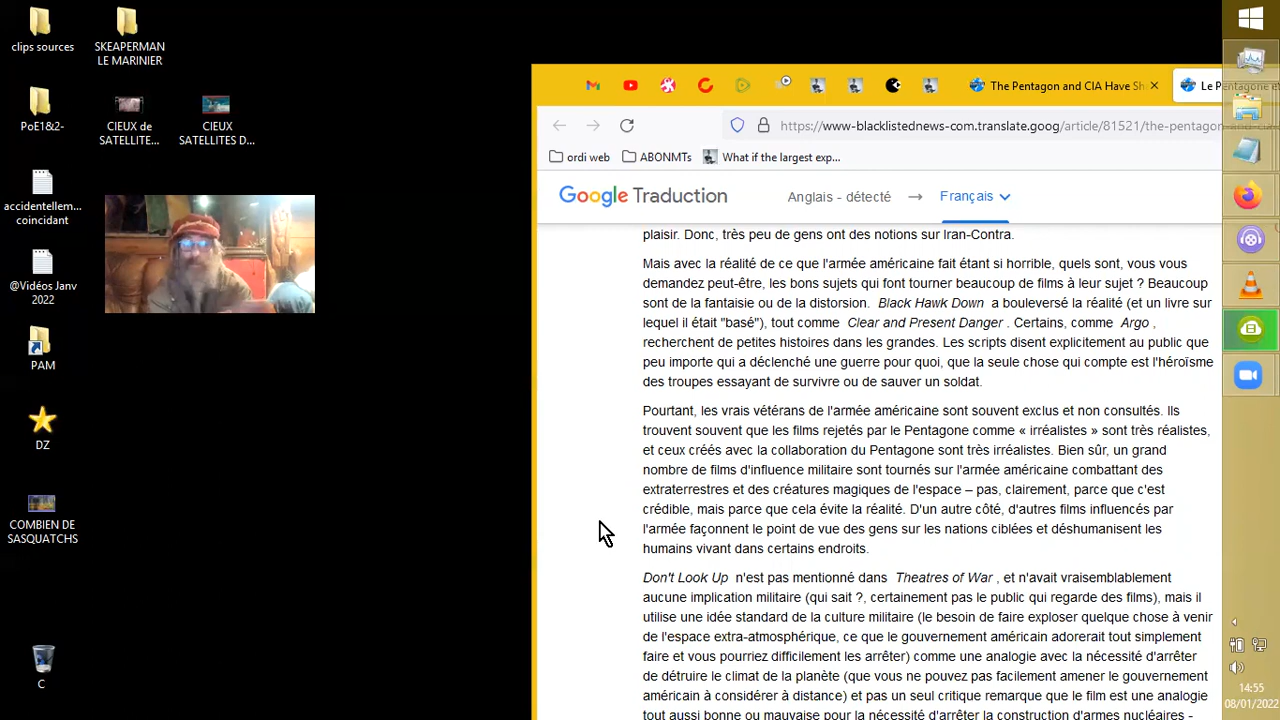 clips sources
SKEAPERMAN
LE MARINIER
PoE1&2-
CIEUX de
SATELLITE...
CIEUX
SATELLITES D...
accidentellem...
coincidant
@Vidéos Janv
2022
PAM
DZ
COMBIEN DE
SASQUATCHS
C
The Pentagon and CIA Have Sh
Le Pentagone et
https://www-blacklistednews-com.translate.goog/article/81521/the-pentagon-and-cia
ordi web
ABONMTs
What if the largest exp...
Google Traduction
Anglais - détecté
Français
plaisir. Donc, très peu de gens ont des notions sur Iran-Contra.
Mais avec la réalité de ce que l'armée américaine fait étant si horrible, quels sont, vous vous
demandez peut-être, les bons sujets qui font tourner beaucoup de films à leur sujet ? Beaucoup
sont de la fantaisie ou de la distorsion. Black Hawk Down a bouleversé la réalité (et un livre sur
lequel il était "basé"), tout comme Clear and Present Danger . Certains, comme Argo ,
recherchent de petites histoires dans les grandes. Les scripts disent explicitement au public que
peu importe qui a déclenché une guerre pour quoi, que la seule chose qui compte est l'héroïsme
des troupes essayant de survivre ou de sauver un soldat.
Pourtant, les vrais vétérans de l'armée américaine sont souvent exclus et non consultés. Ils
trouvent souvent que les films rejetés par le Pentagone comme « irréalistes » sont très réalistes,
et ceux créés avec la collaboration du Pentagone sont très irréalistes. Bien sûr, un grand
nombre de films d'influence militaire sont tournés sur l'armée américaine combattant des
extraterrestres et des créatures magiques de l'espace – pas, clairement, parce que c'est
crédible, mais parce que cela évite la réalité. D'un autre côté, d'autres films influencés par
l'armée façonnent le point de vue des gens sur les nations ciblées et déshumanisent les
humains vivant dans certains endroits.
Don't Look Up n'est pas mentionné dans Theatres of War , et n'avait vraisemblablement
aucune implication militaire (qui sait ?, certainement pas le public qui regarde des films), mais il
utilise une idée standard de la culture militaire (le besoin de faire exploser quelque chose à venir
de l'espace extra-atmosphérique, ce que le gouvernement américain adorerait tout simplement
faire et vous pourriez difficilement les arrêter) comme une analogie avec la nécessité d'arrêter
de détruire le climat de la planète (que vous ne pouvez pas facilement amener le gouvernement
américain à considérer à distance) et pas un seul critique remarque que le film est une analogie
tout aussi bonne ou mauvaise pour la nécessité d'arrêter la construction d'armes nucléaires -
14:55
08/01/2022